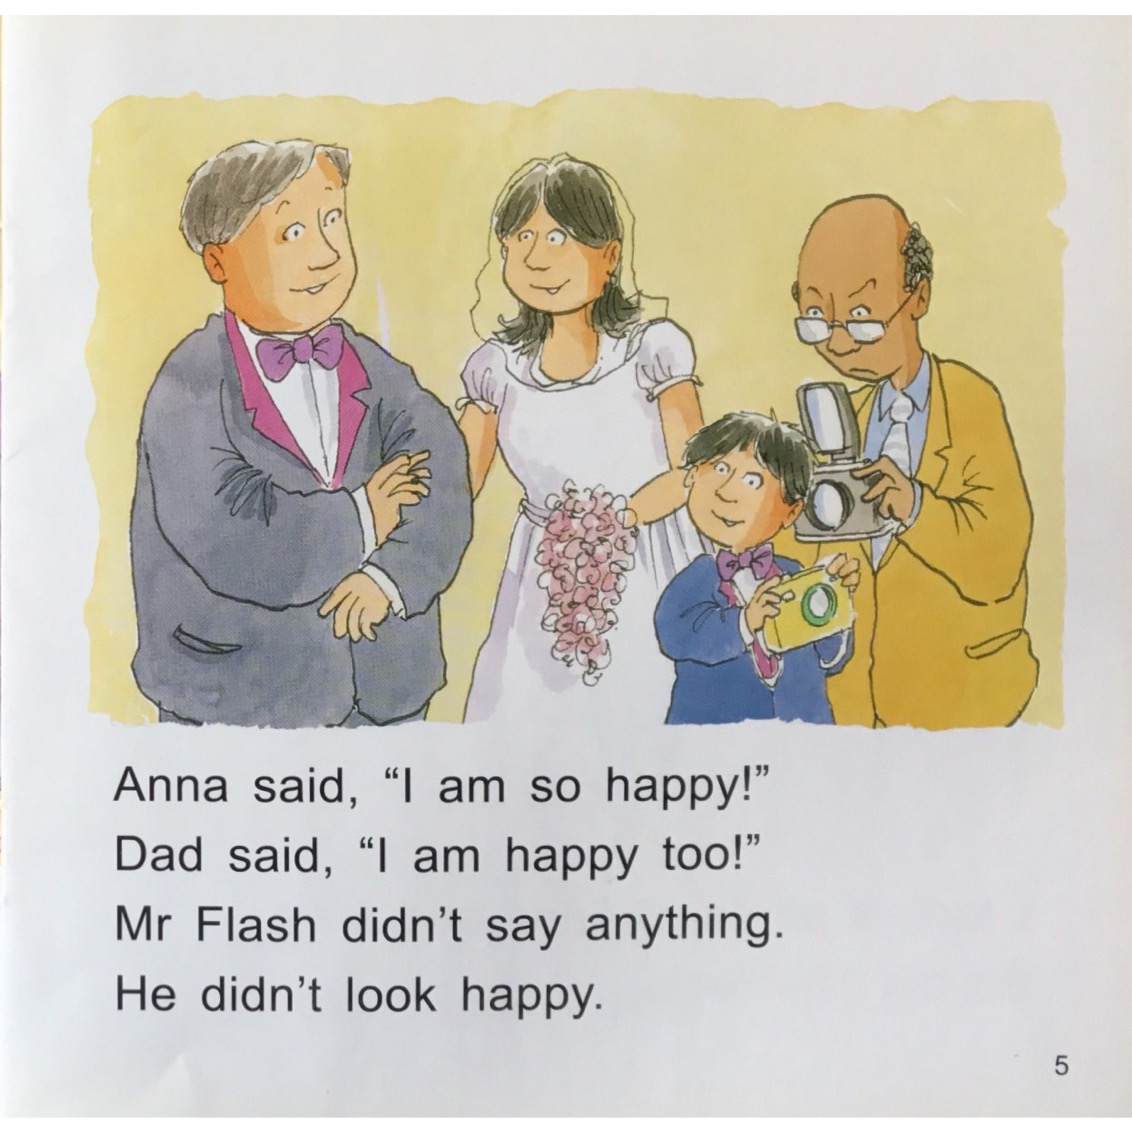 Anna said, “I am so happy!”
Dad said, “I am happy too!”
Mr Flash didn’t say anything.
He didn’t look happy.
5